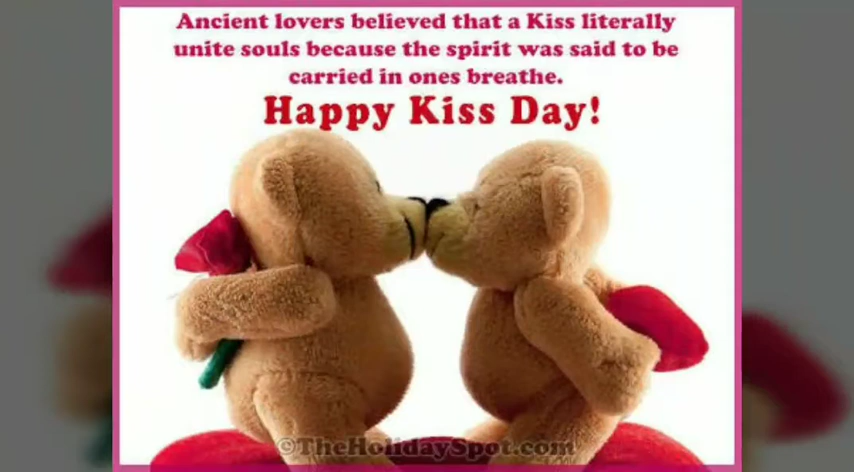 Ancient lovers believed that a Kiss literally
unite souls because the spirit was said to be
carried in ones breathe.
Happy Kiss Day!
©TheHolidaySpot.com